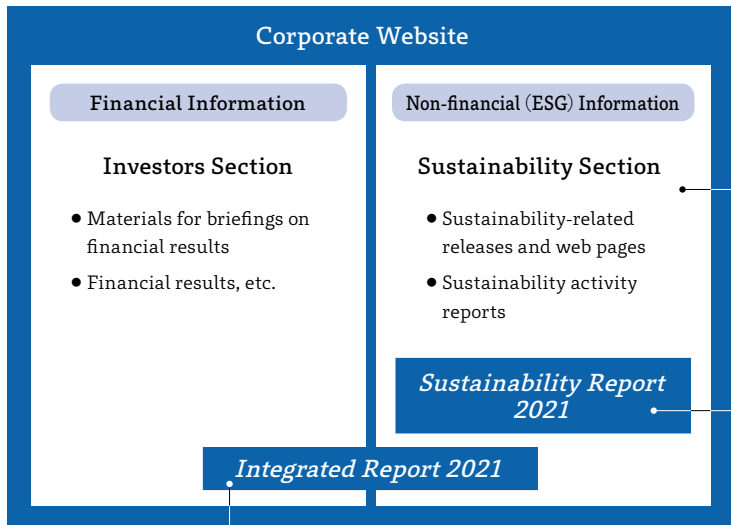 Corporate Website
Financial Information
Investors Section
● Materials for briefings on
financial results
● Financial results, etc.
Non-financial (ESG) Information
Sustainability Section
● Sustainability-related
releases and web pages
● Sustainability activity
reports
Sustainability Report
2021
Integrated Report 2021